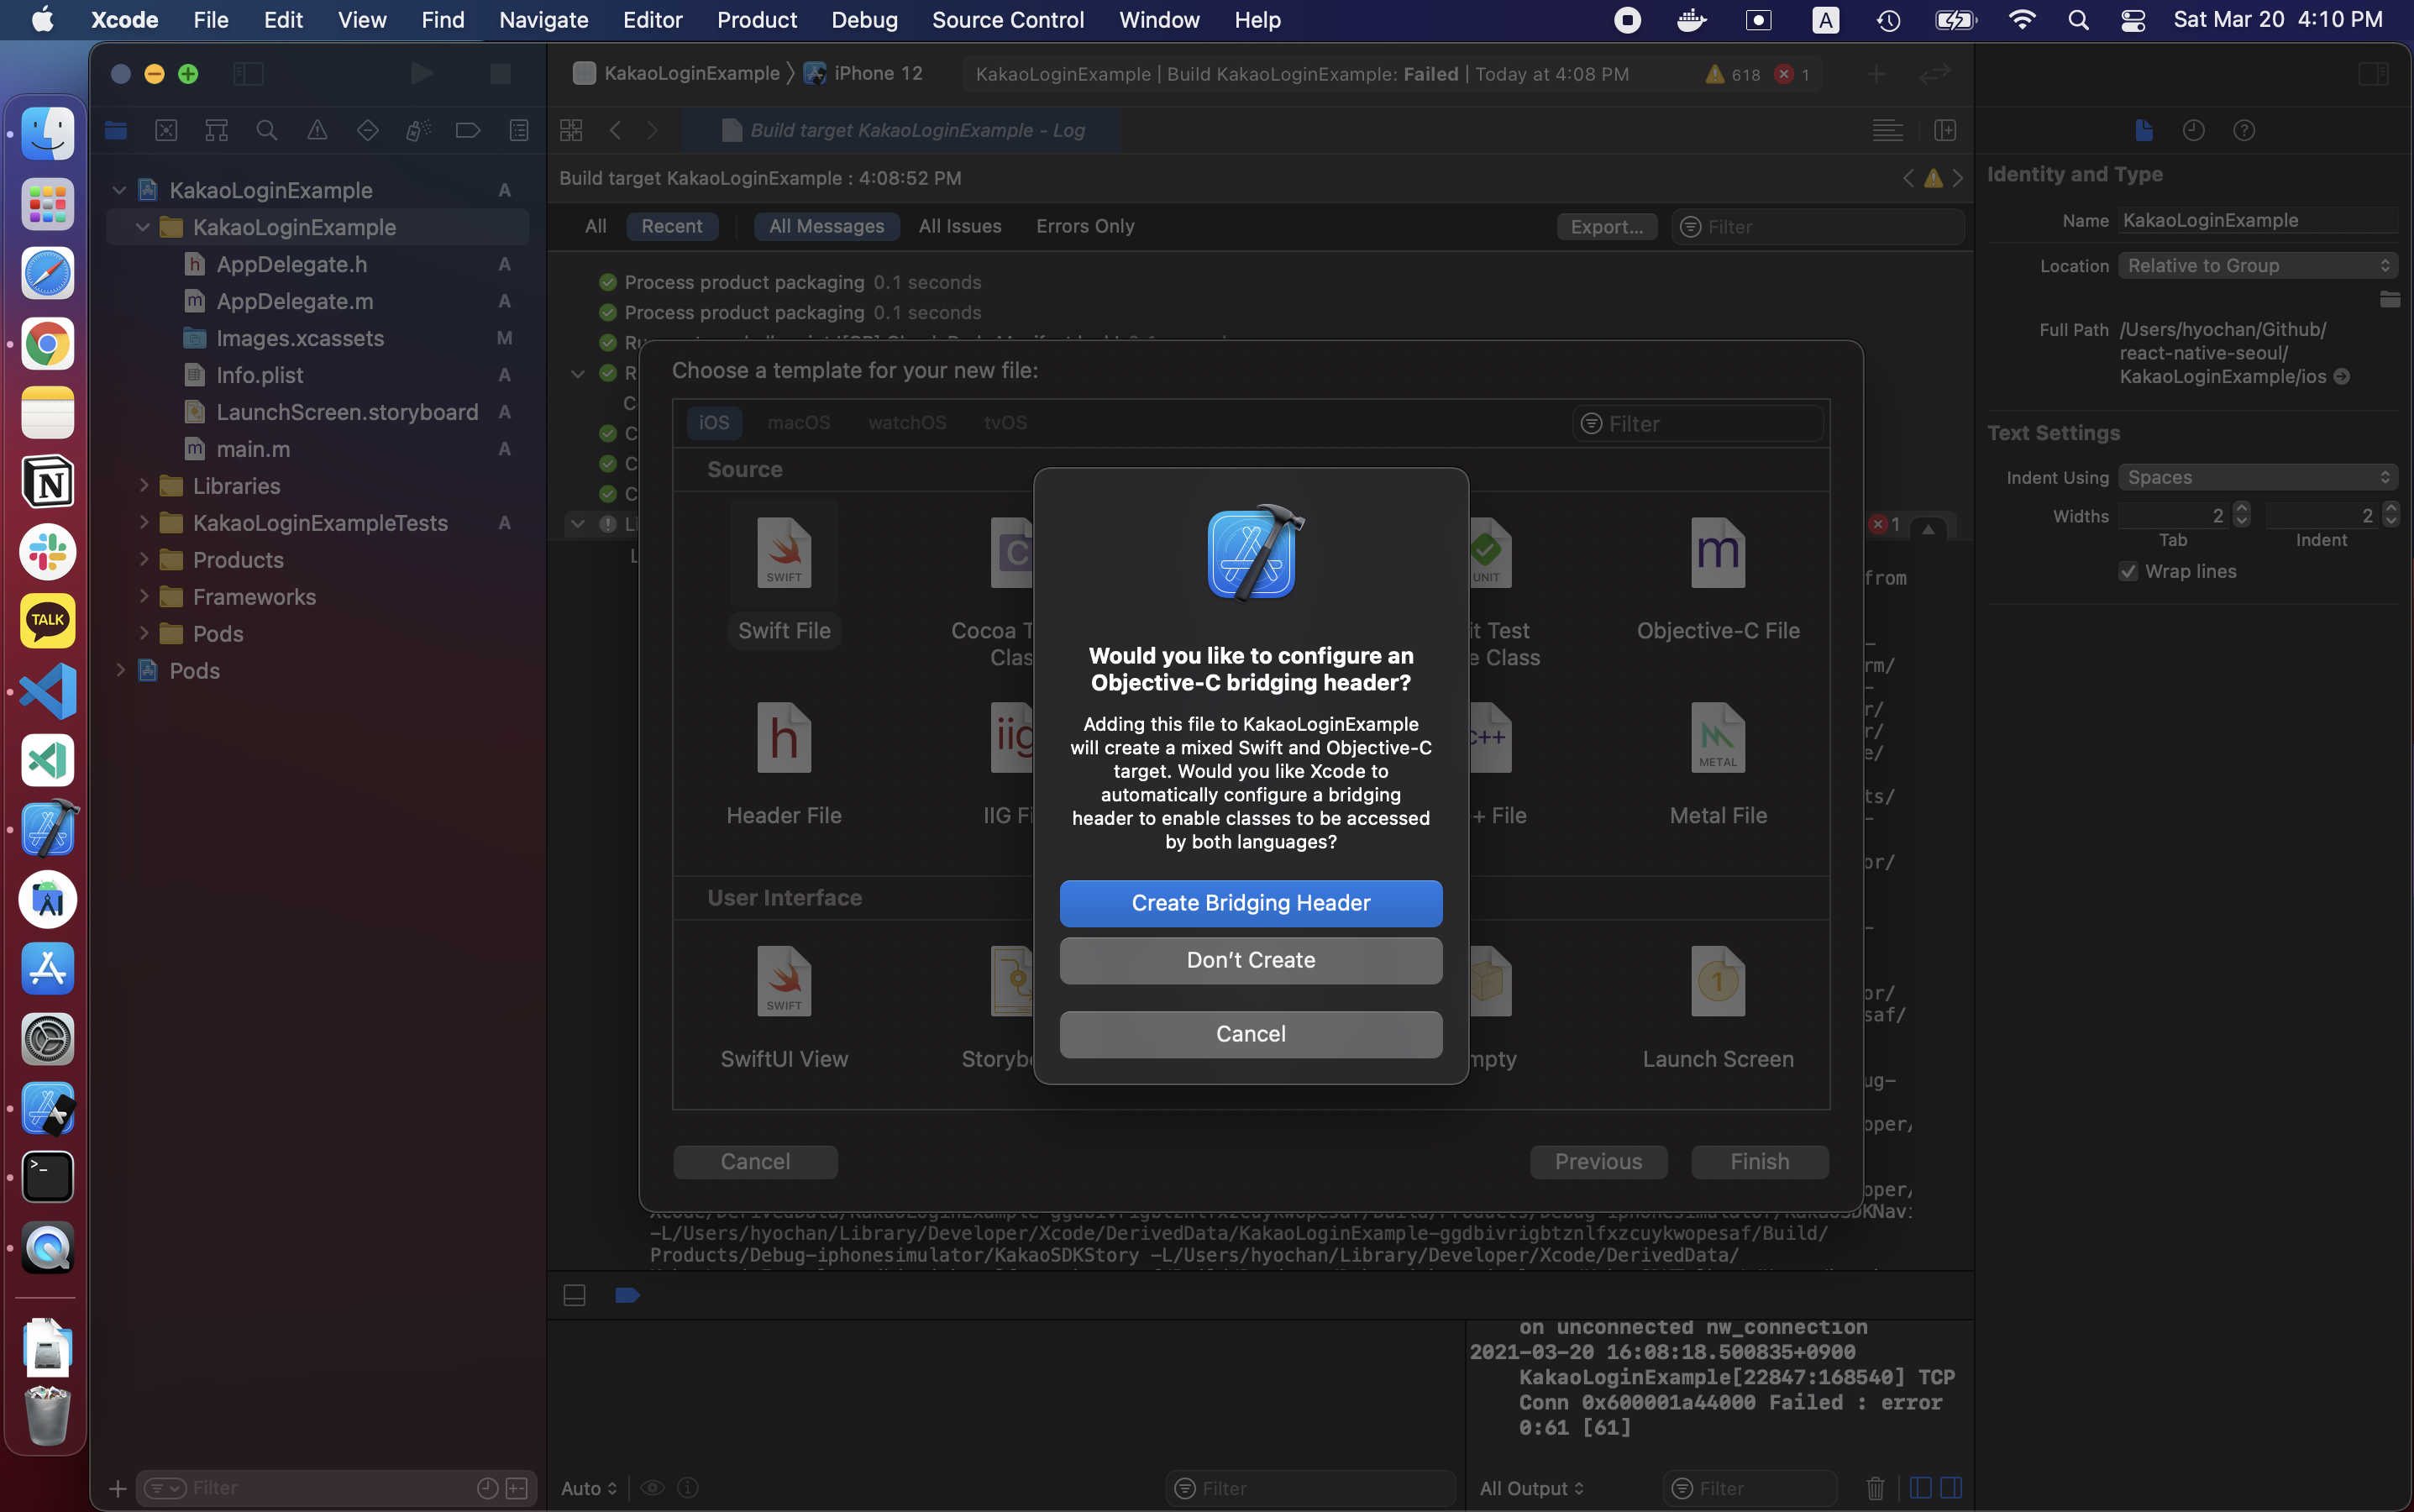 Xcode File Edit View Find Navigate Editor Product Debug Source Control Window Help A Sat Mar 20 4:10 PM
KakaoLoginExample iPhone 12 KakaoLoginExample | Build KakaoLoginExample: Failed | Today at 4:08 PM 618 1
Build target KakaoLoginExample - Log
Build target KakaoLoginExample : 4:08:52 PM
All Recent All Messages All Issues Errors Only Export... Filter
KakaoLoginExample A
KakaoLoginExample
AppDelegate.h A
AppDelegate.m A
Images.xcassets M
Info.plist A
LaunchScreen.storyboard A
main.m A
Libraries
KakaoLoginExampleTests A
Products
Frameworks
Pods
Pods
Process product packaging 0.1 seconds
Process product packaging 0.1 seconds
Choose a template for your new file:
iOS macOS watchOS tvOS Filter
Source
SWIFT
Swift File
C
Cocoa T
Clas
UNIT
it Test
e Class
m
Objective-C File
h
Header File
iig
IIG Fi
c++
+ File
METAL
Metal File
User Interface
SWIFT
SwiftUI View
Storyb
mpty
1
Launch Screen
Cancel Previous Finish
Would you like to configure an
Objective-C bridging header?
Adding this file to KakaoLoginExample
will create a mixed Swift and Objective-C
target. Would you like Xcode to
automatically configure a bridging
header to enable classes to be accessed
by both languages?
Create Bridging Header
Don't Create
Cancel
1
from
rm/
r/
r/
e/
ts/
or/
or/
saf/
ug-
oper/
oper/
-L/Users/hyochan/Library/Developer/Xcode/DerivedData/KakaoLoginExample-ggdbivrigbtznlfxzcuykwopesaf/Build/
Products/Debug-iphonesimulator/KakaoSDKStory -L/Users/hyochan/Library/Developer/Xcode/DerivedData/
on unconnected nw_connection
2021-03-20 16:08:18.500835+0900
KakaoLoginExample[22847:168540] TCP
Conn 0x600001a44000 Failed : error
0:61 [61]
Filter
Auto
Filter
All Output
Filter
Identity and Type
Name KakaoLoginExample
Location Relative to Group
Full Path /Users/hyochan/Github/
react-native-seoul/
KakaoLoginExample/ios
Text Settings
Indent Using Spaces
Widths 2 2
Tab Indent
Wrap lines
N
TALK
>_